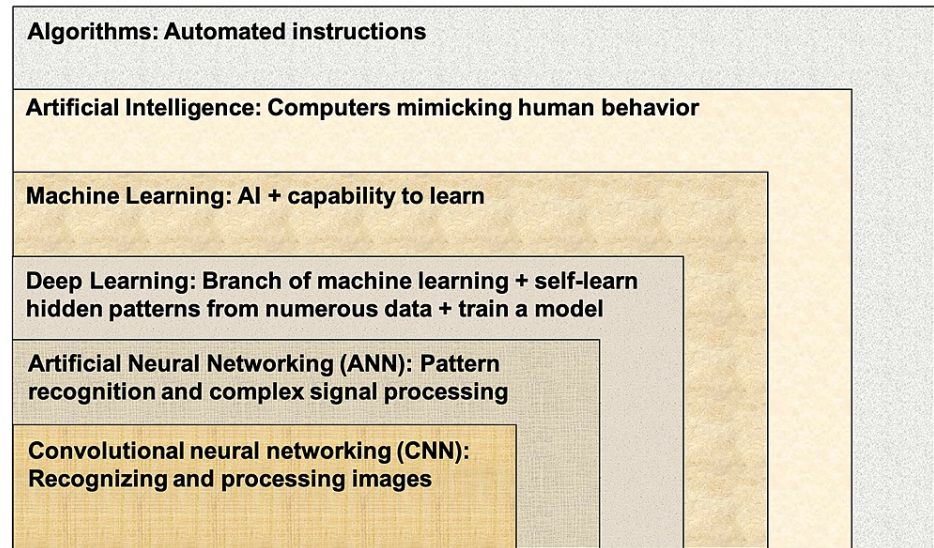 Algorithms: Automated instructions
Artificial Intelligence: Computers mimicking human behavior
Machine Learning: AI + capability to learn
Deep Learning: Branch of machine learning + self-learn
hidden patterns from numerous data + train a model
Artificial Neural Networking (ANN): Pattern
recognition and complex signal processing
Convolutional neural networking (CNN):
Recognizing and processing images